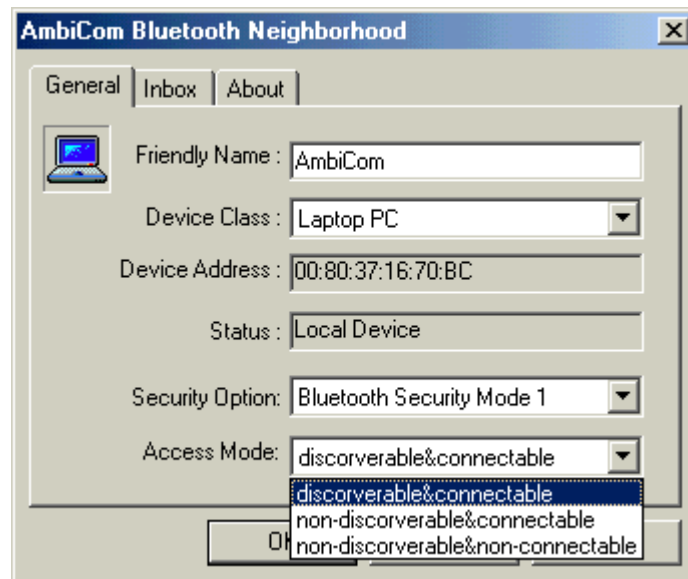 AmbiCom Bluetooth Neighborhood
General Inbox About
Friendly Name : AmbiCom
Device Class : Laptop PC
Device Address : 00:80:37:16:70:BC
Status : Local Device
Security Option: Bluetooth Security Mode 1
Access Mode: discorverable&connectable
discorverable&connectable
non-discorverable&connectable
non-discorverable&non-connectable